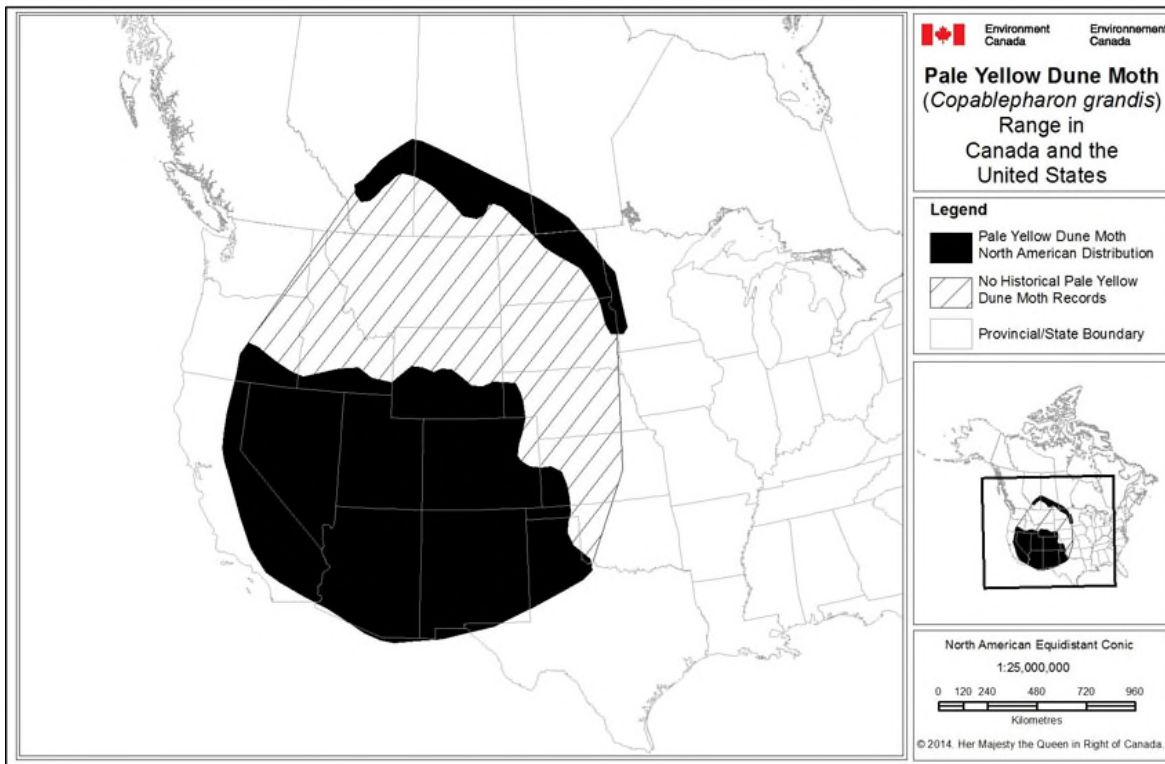 Environment
Canada
Environnement
Canada
Pale Yellow Dune Moth
(Copablepharon grandis)
Range in
Canada and the
United States
Legend
Pale Yellow Dune Moth
North American Distribution
No Historical Pale Yellow
Dune Moth Records
Provincial/State Boundary
North American Equidistant Conic
1:25,000,000
0 120 240 480 720 960
Kilometres
© 2014. Her Majesty the Queen in Right of Canada.